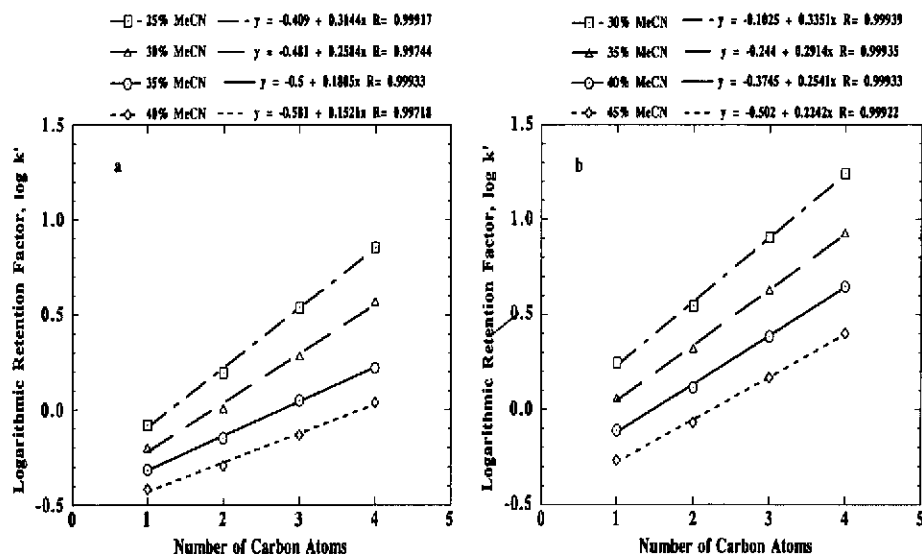 25% MeCN y = -0.409 + 0.3144x R= 0.99917
30% MeCN y = -0.481 + 0.2584x R= 0.99744
35% MeCN y = -0.5 + 0.1805x R= 0.99933
40% MeCN y = -0.581 + 0.1521x R= 0.99718
30% MeCN y = -0.1025 + 0.3351x R= 0.99939
35% MeCN y = -0.244 + 0.2914x R= 0.99935
40% MeCN y = -0.3745 + 0.2541x R= 0.99933
45% MeCN y = -0.502 + 0.2242x R= 0.99922
Logarithmic Retention Factor, log k'
1.5
1.0
0.5
0.0
-0.5
a
0 1 2 3 4 5
Number of Carbon Atoms
Logarithmic Retention Factor, log k'
1.5
1.0
0.5
0.0
-0.5
b
0 1 2 3 4 5
Number of Carbon Atoms